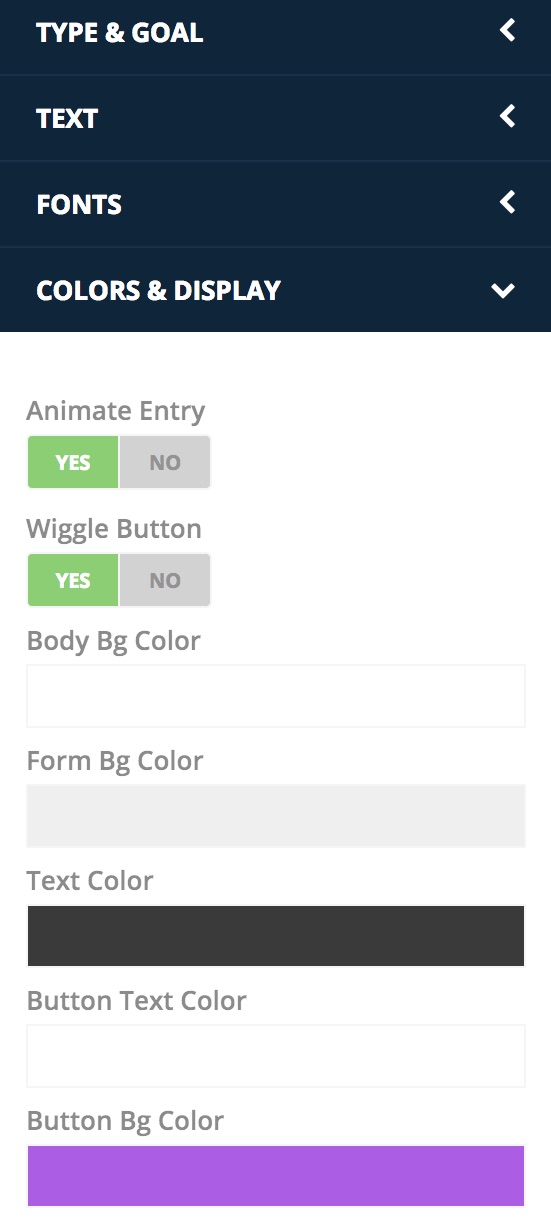 TYPE & GOAL
TEXT
FONTS
COLORS & DISPLAY
Animate Entry
YES NO
Wiggle Button
YES NO
Body Bg Color
Form Bg Color
Text Color
Button Text Color
Button Bg Color